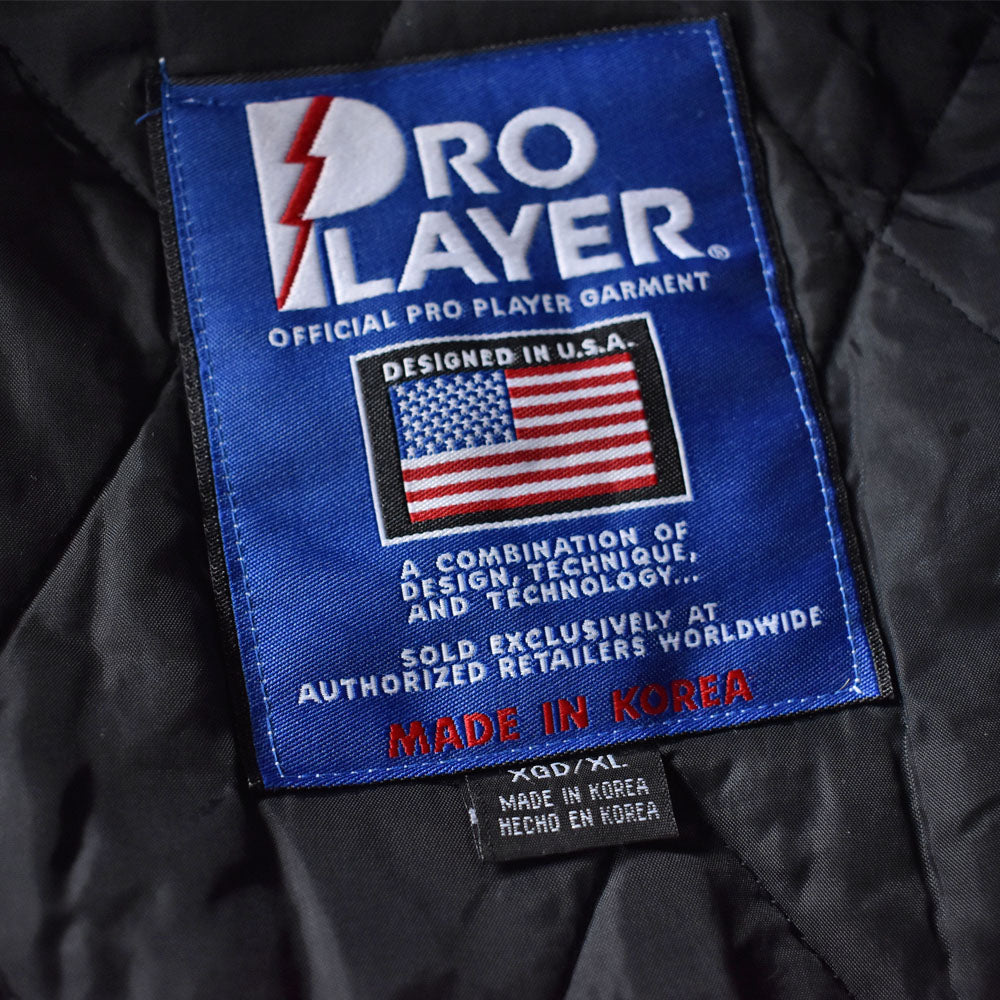 PRO
PLAYER®
OFFICIAL PRO PLAYER GARMENT
DESIGNED IN U.S.A.
A COMBINATION OF
DESIGN, TECHNIQUE,
AND TECHNOLOGY...
SOLD EXCLUSIVELY AT
AUTHORIZED RETAILERS WORLDWIDE
MADE IN KOREA
XGD/XL
MADE IN KOREA
HECHO EN KOREA